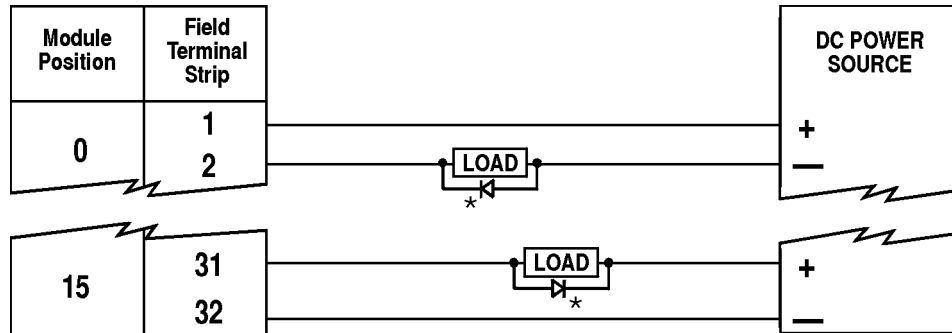 Module
Position
Field
Terminal
Strip
DC POWER
SOURCE
0
1
+
2
LOAD
—
*
15
31
LOAD
+
*
32
—